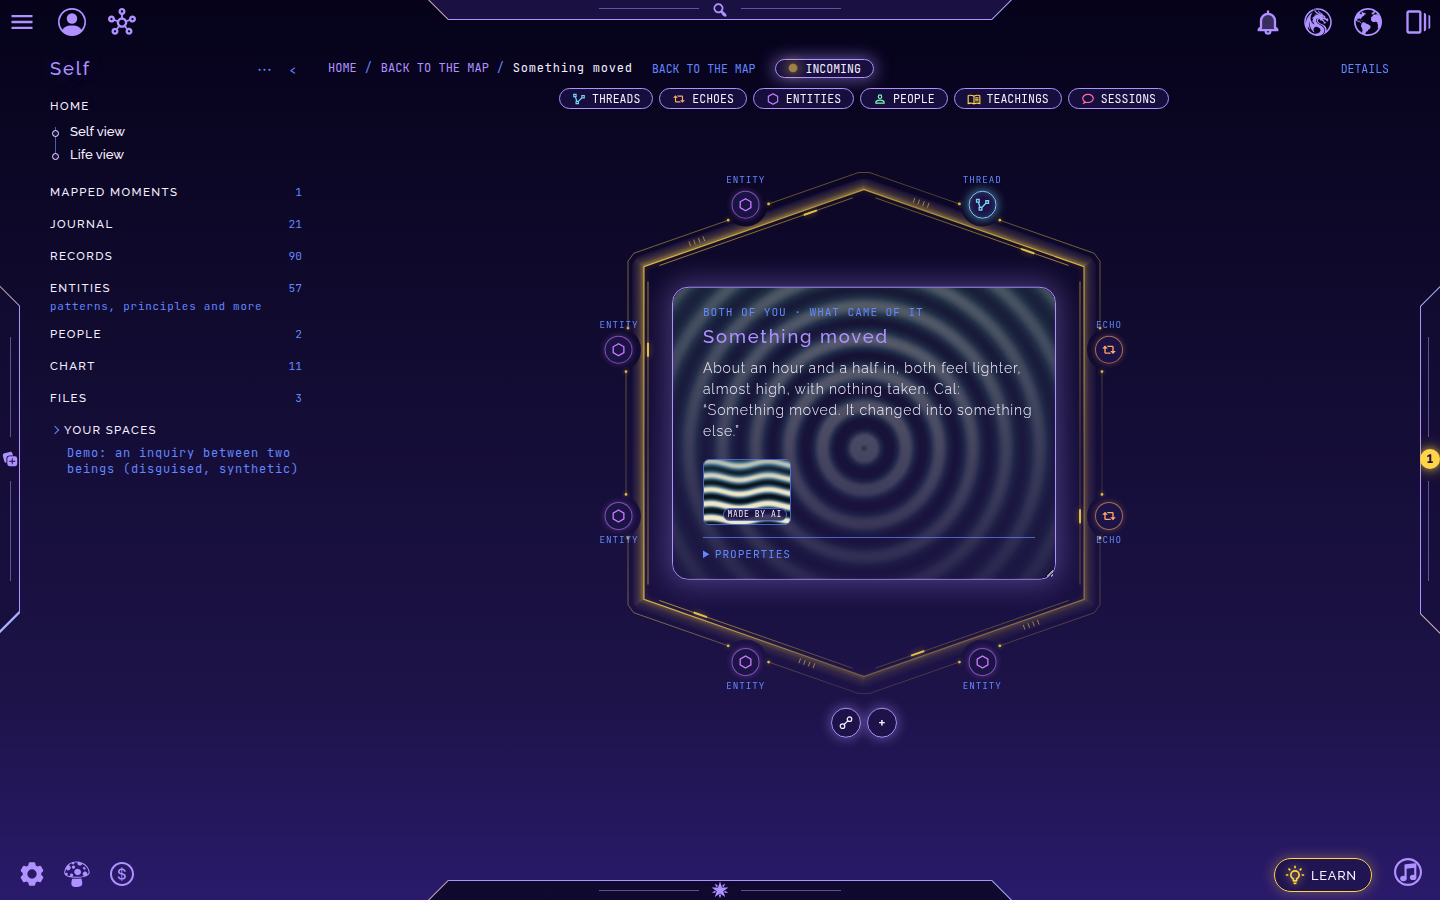 Self
...
<
HOME / BACK TO THE MAP / Something moved
BACK TO THE MAP
INCOMING
DETAILS
THREADS
ECHOES
ENTITIES
PEOPLE
TEACHINGS
SESSIONS
HOME
Self view
Life view
MAPPED MOMENTS 1
JOURNAL 21
RECORDS 90
ENTITIES 57
patterns, principles and more
PEOPLE 2
CHART 11
FILES 3
YOUR SPACES
Demo: an inquiry between two
beings (disguised, synthetic)
ENTITY
THREAD
ENTITY
ECHO
BOTH OF YOU · WHAT CAME OF IT
Something moved
About an hour and a half in, both feel lighter,
almost high, with nothing taken. Cal:
"Something moved. It changed into something
else."
MADE BY AI
PROPERTIES
ENTITY
ECHO
ENTITY
ENTITY
+
1
$
LEARN